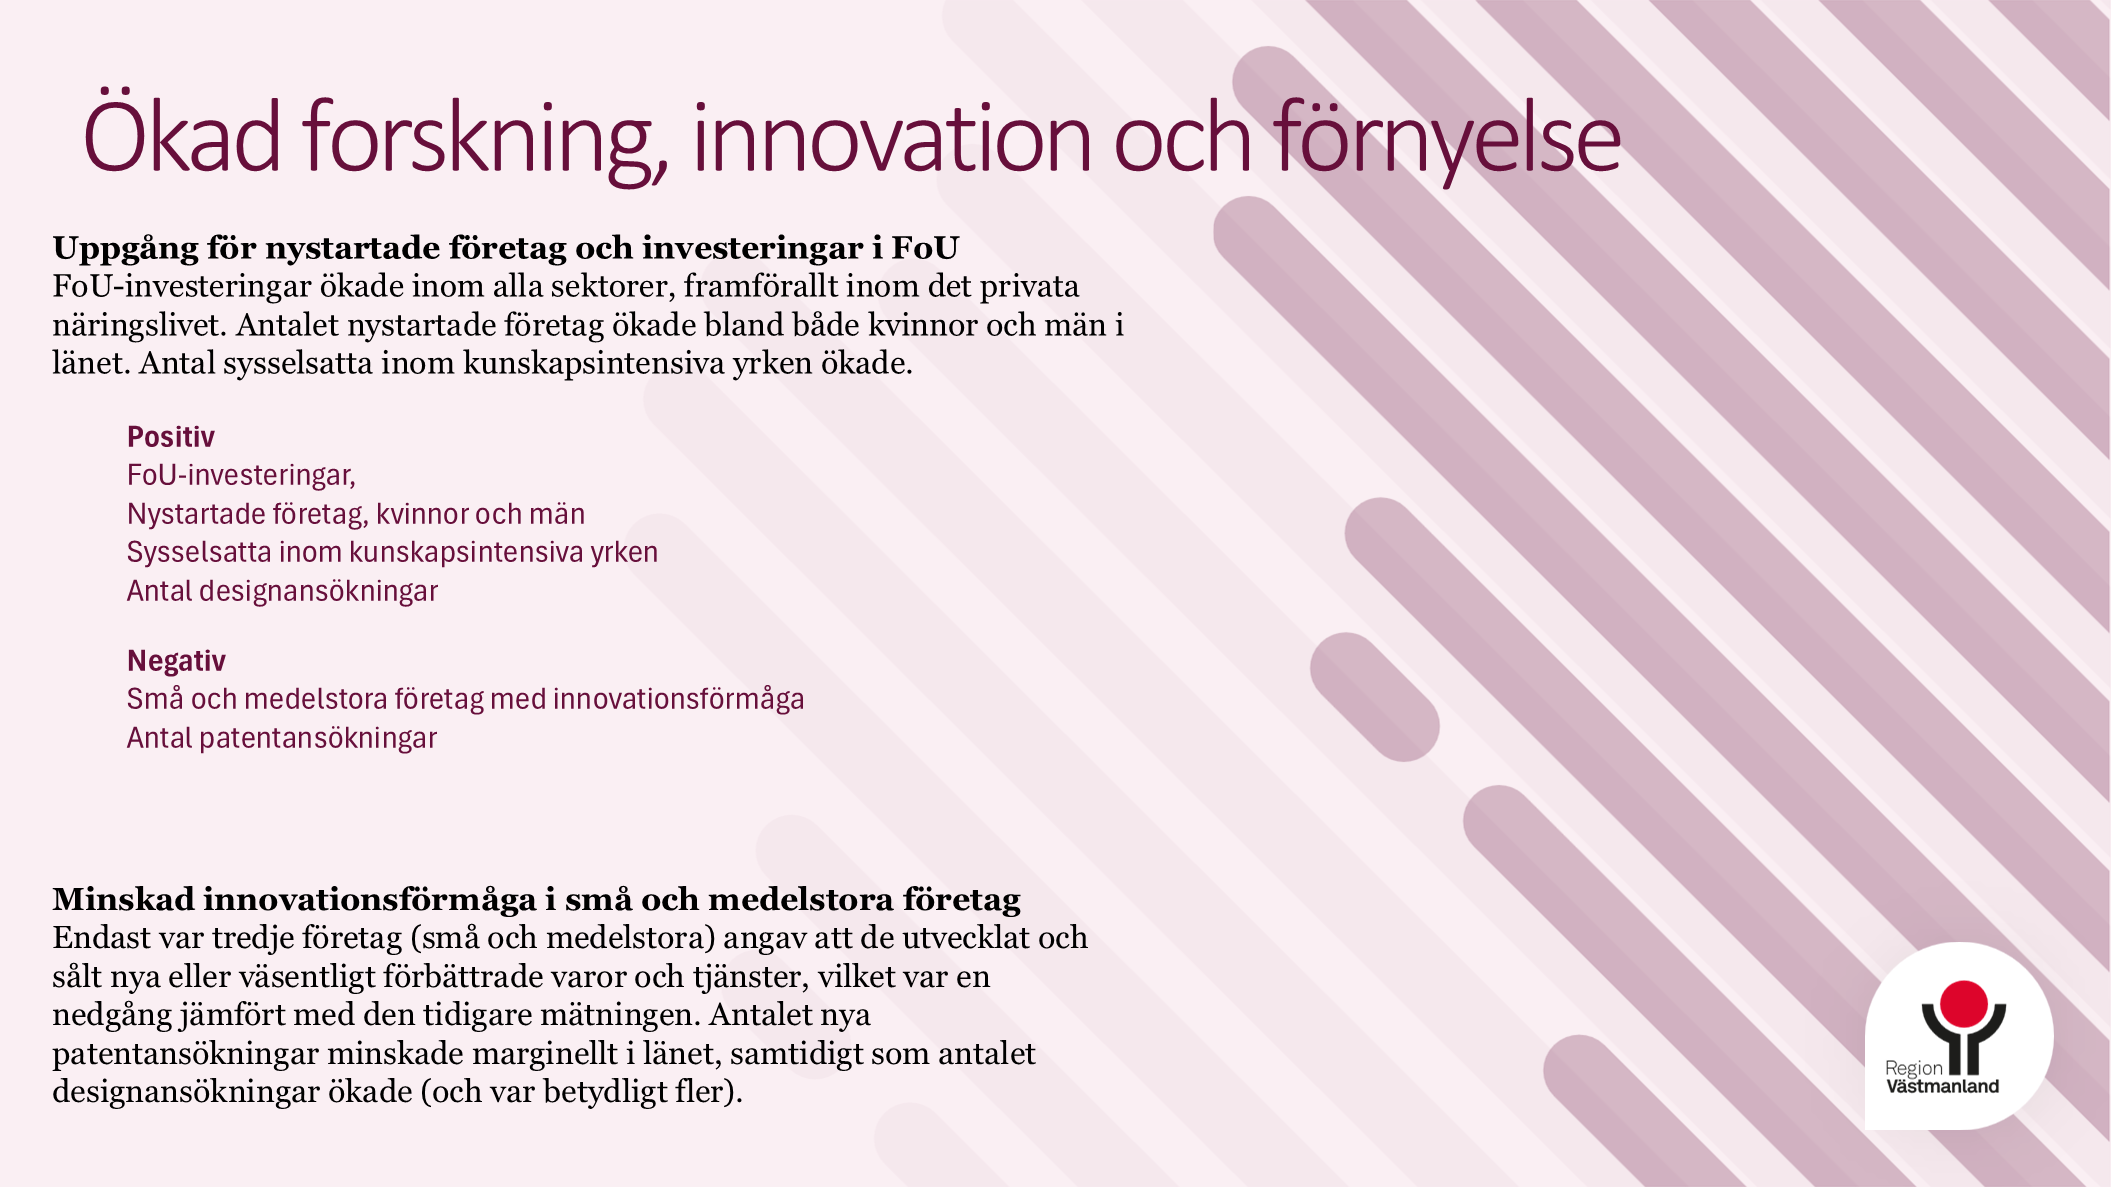 Ökad forskning, innovation och förnyelse
Uppgång för nystartade företag och investeringar i FoU
FoU-investeringar ökade inom alla sektorer, framförallt inom det privata
näringslivet. Antalet nystartade företag ökade bland både kvinnor och män i
länet. Antal sysselsatta inom kunskapsintensiva yrken ökade.
Positiv
FoU-investeringar,
Nystartade företag, kvinnor och män
Sysselsatta inom kunskapsintensiva yrken
Antal designansökningar
Negativ
Små och medelstora företag med innovationsförmåga
Antal patentansökningar
Minskad innovationsförmåga i små och medelstora företag
Endast var tredje företag (små och medelstora) angav att de utvecklat och
sålt nya eller väsentligt förbättrade varor och tjänster, vilket var en
nedgång jämfört med den tidigare mätningen. Antalet nya
patentansökningar minskade marginellt i länet, samtidigt som antalet
designansökningar ökade (och var betydligt fler).
Region
Västmanland